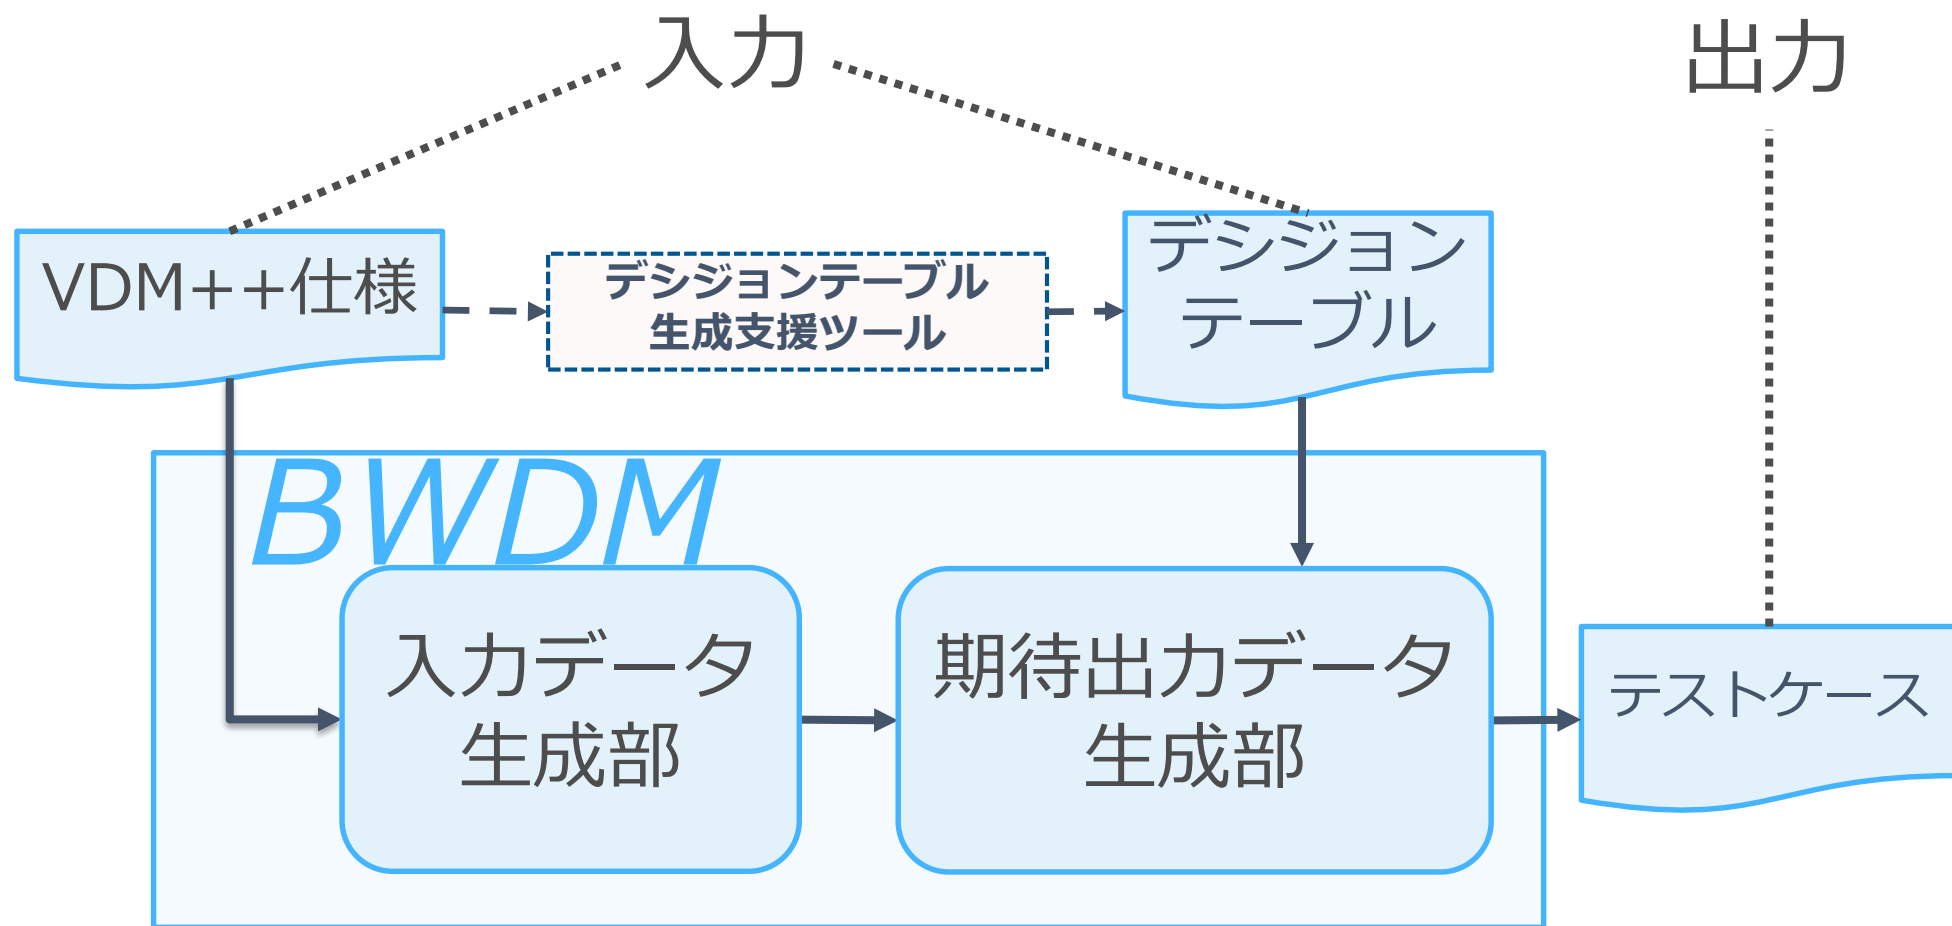 入力
出力
VDM++仕様
デシジョンテーブル
生成支援ツール
デシジョン
テーブル
BWDM
入力データ
生成部
期待出力データ
生成部
テストケース